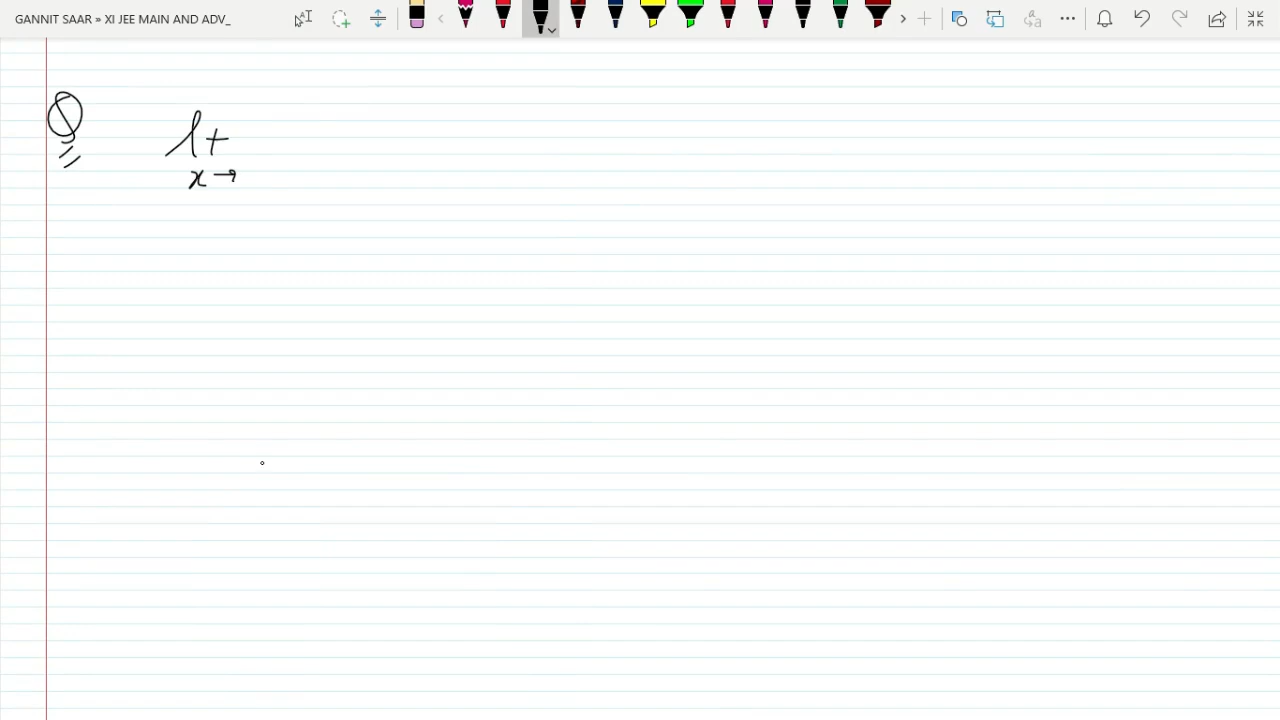 GANNIT SAAR » XI JEE MAIN AND ADV_
Q lt
x →